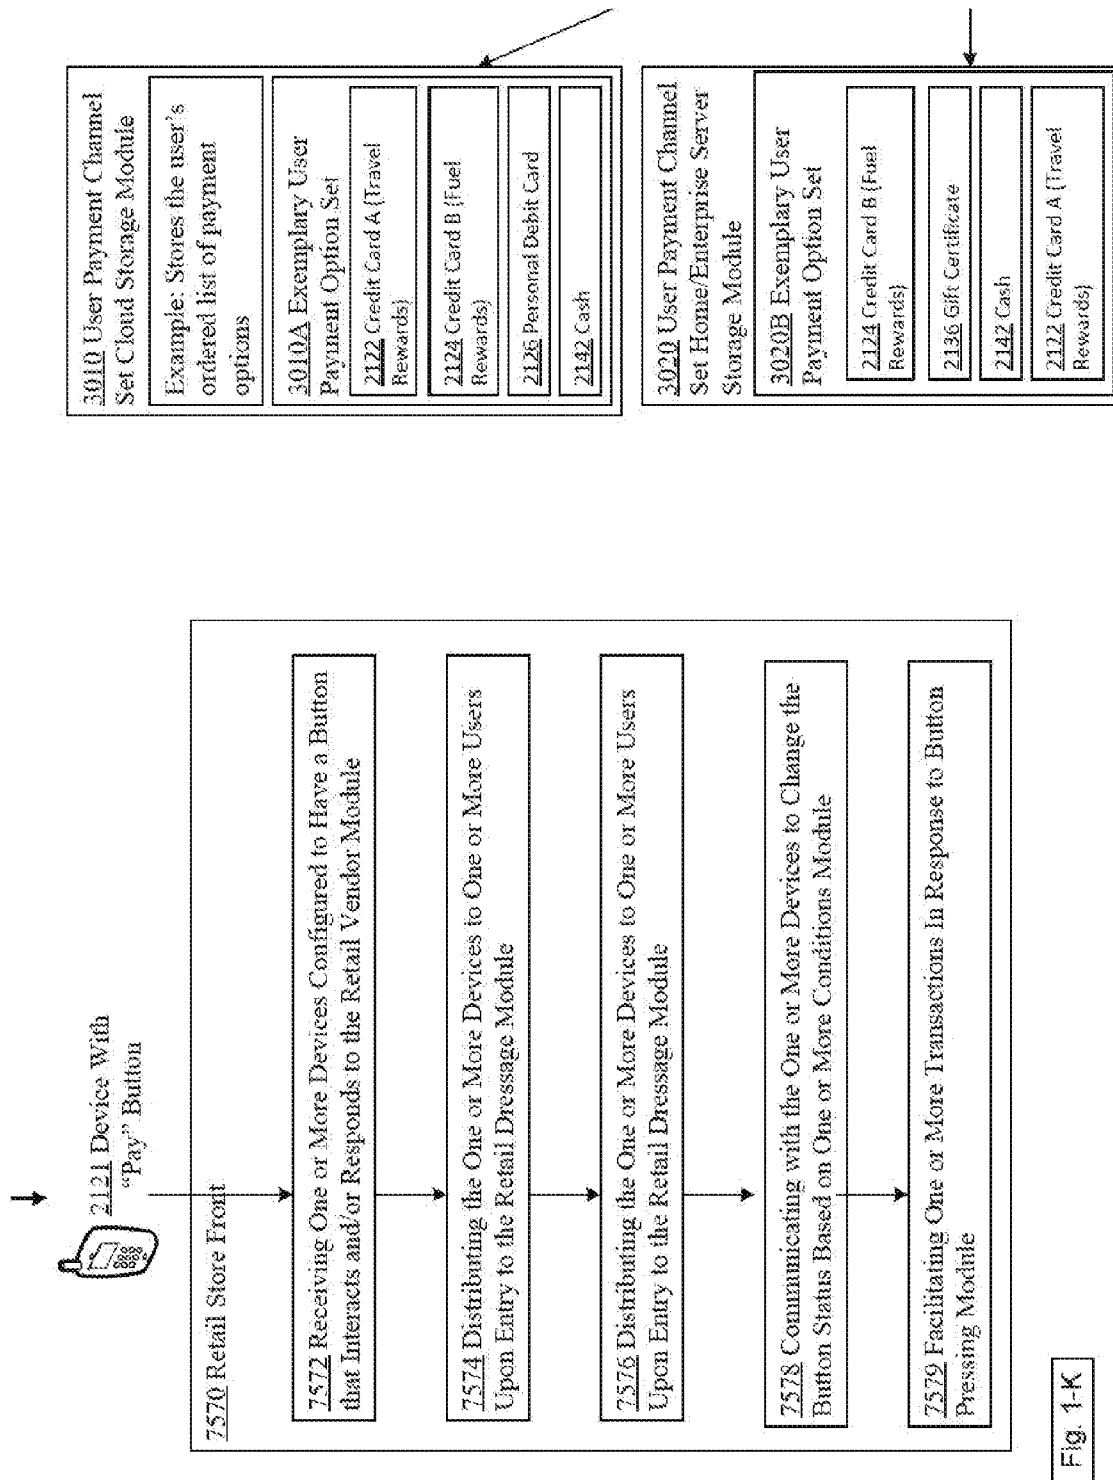 2121 Device With
"Pay" Button
7570 Retail Store Front
7572 Receiving One or More Devices Configured to Have a Button
that Interacts and/or Responds to the Retail Vendor Module
7574 Distributing the One or More Devices to One or More Users
Upon Entry to the Retail Dressage Module
7576 Distributing the One or More Devices to One or More Users
Upon Entry to the Retail Dressage Module
7578 Communicating with the One or More Devices to Change the
Button Status Based on One or More Conditions Module
7579 Facilitating One or More Transactions In Response to Button
Pressing Module
3010 User Payment Channel
Set Cloud Storage Module
Example: Stores the user's
ordered list of payment
options
3010A Exemplary User
Payment Option Set
2122 Credit Card A (Travel
Rewards)
2124 Credit Card B (Fuel
Rewards)
2126 Personal Debit Card
2142 Cash
3020 User Payment Channel
Set Home/Enterprise Server
Storage Module
3020B Exemplary User
Payment Option Set
2124 Credit Card B (Fuel
Rewards)
2136 Gift Certificate
2142 Cash
2122 Credit Card A (Travel
Rewards)
Fig. 1-K